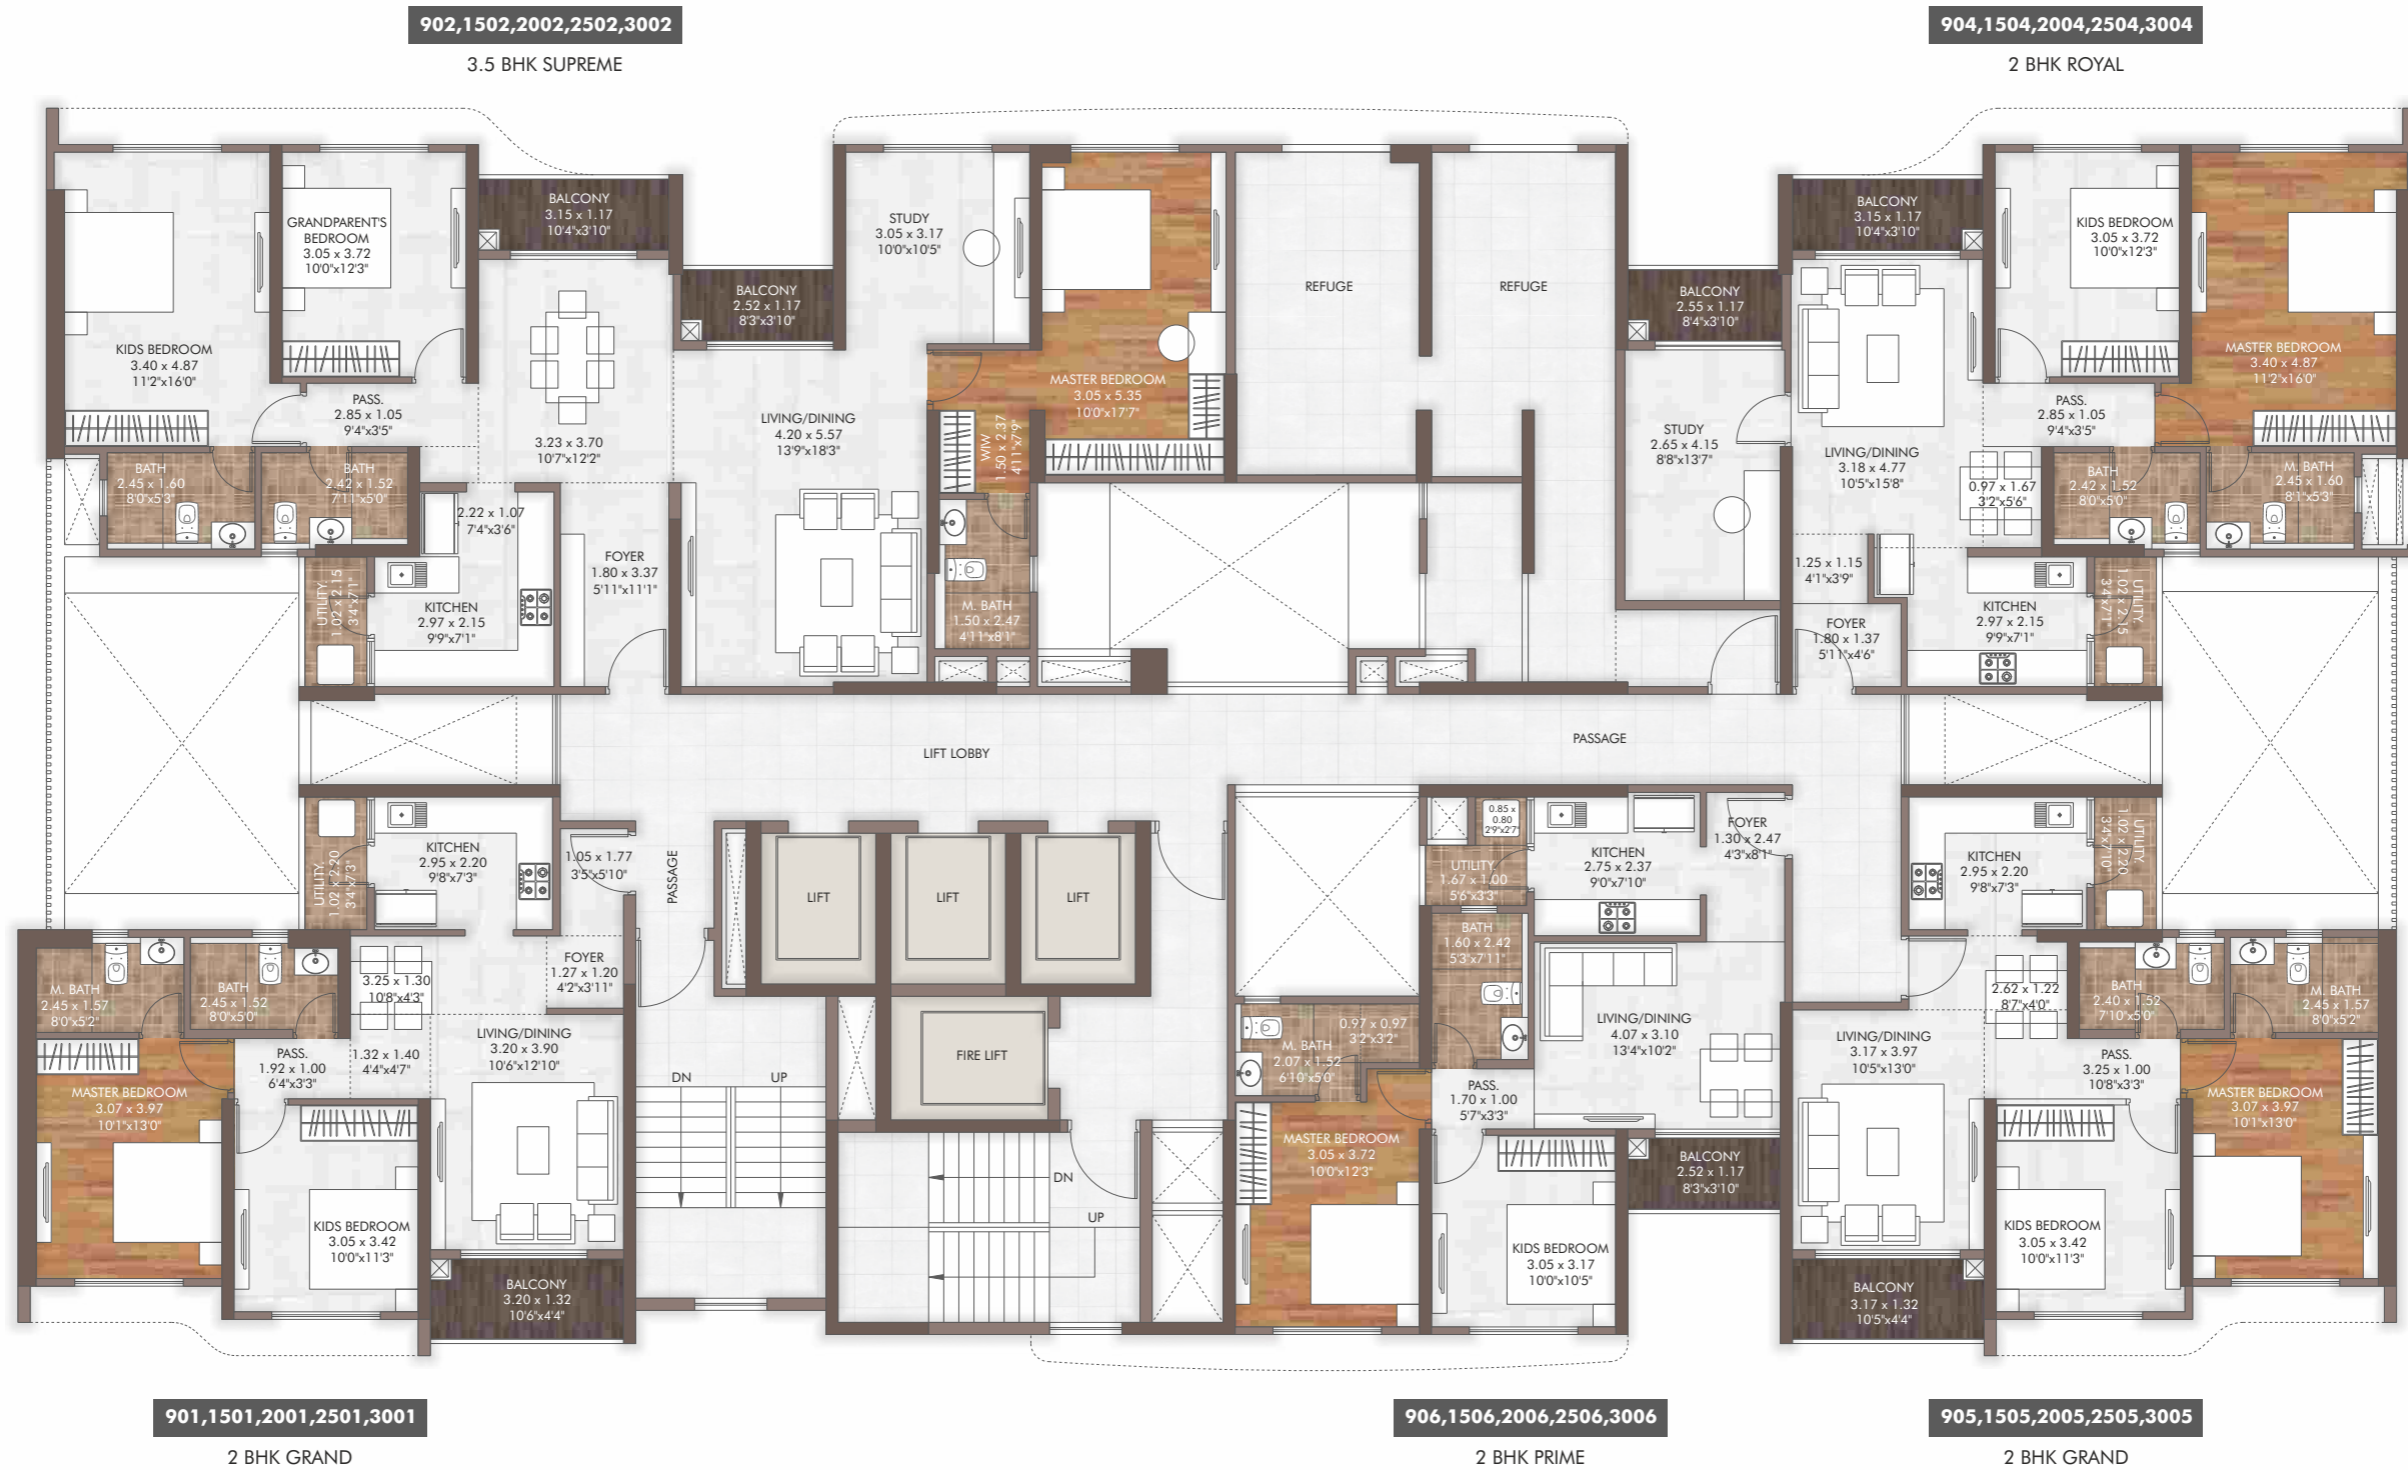 902,1502,2002,2502,3002
3.5 BHK SUPREME
904,1504,2004,2504,3004
2 BHK ROYAL
KIDS BEDROOM
3.40 x 4.87
11'2"x16'0"
GRANDPARENT'S
BEDROOM
3.05 x 3.72
10'0"x12'3"
BALCONY
3.15 x 1.17
10'4"x3'10"
BALCONY
2.52 x 1.17
8'3"x3'10"
STUDY
3.05 x 3.17
10'0"x10'5"
MASTER BEDROOM
3.05 x 5.35
10'0"x17'7"
REFUGE
REFUGE
PASS.
2.85 x 1.05
9'4"x3'5"
3.23 x 3.70
10'7"x12'2"
LIVING/DINING
4.20 x 5.57
13'9"x18'3"
WIW
1.50 x 2.37
4'11"x7'9"
BATH
2.45 x 1.60
8'0"x5'3"
BATH
2.42 x 1.52
7'11"x5'0"
2.22 x 1.07
7'4"x3'6"
FOYER
1.80 x 3.37
5'11"x11'1"
UTILITY
1.02 x 2.15
3'4"x7'1"
KITCHEN
2.97 x 2.15
9'9"x7'1"
M. BATH
1.50 x 2.47
4'11"x8'1"
BALCONY
2.55 x 1.17
8'4"x3'10"
BALCONY
3.15 x 1.17
10'4"x3'10"
KIDS BEDROOM
3.05 x 3.72
10'0"x12'3"
MASTER BEDROOM
3.40 x 4.87
11'2"x16'0"
STUDY
2.65 x 4.15
8'8"x13'7"
LIVING/DINING
3.18 x 4.77
10'5"x15'8"
PASS.
2.85 x 1.05
9'4"x3'5"
0.97 x 1.67
3'2"x5'6"
BATH
2.42 x 1.52
8'0"x5'0"
M. BATH
2.45 x 1.60
8'1"x5'3"
1.25 x 1.15
4'1"x3'9"
FOYER
1.80 x 1.37
5'11"x4'6"
KITCHEN
2.97 x 2.15
9'9"x7'1"
UTILITY
1.02 x 2.15
3'4"x7'1"
LIFT LOBBY
PASSAGE
UTILITY
1.02 x 2.20
3'4"x7'3"
KITCHEN
2.95 x 2.20
9'8"x7'3"
1.05 x 1.77
3'5"x5'10"
PASSAGE
LIFT
LIFT
LIFT
FIRE LIFT
FOYER
1.27 x 1.20
4'2"x3'11"
M. BATH
2.45 x 1.57
8'0"x5'2"
BATH
2.45 x 1.52
8'0"x5'0"
3.25 x 1.30
10'8"x4'3"
LIVING/DINING
3.20 x 3.90
10'6"x12'10"
PASS.
1.92 x 1.00
6'4"x3'3"
1.32 x 1.40
4'4"x4'7"
MASTER BEDROOM
3.07 x 3.97
10'1"x13'0"
KIDS BEDROOM
3.05 x 3.42
10'0"x11'3"
BALCONY
3.20 x 1.32
10'6"x4'4"
DN
UP
DN
UP
0.85 x
0.80
2'9"x2'7"
UTILITY
1.67 x 1.00
5'6"x3'3"
KITCHEN
2.75 x 2.37
9'0"x7'10"
FOYER
1.30 x 2.47
4'3"x8'1"
BATH
1.60 x 2.42
5'3"x7'11"
LIVING/DINING
4.07 x 3.10
13'4"x10'2"
0.97 x 0.97
3'2"x3'2"
M. BATH
2.07 x 1.52
6'10"x5'0"
PASS.
1.70 x 1.00
5'7"x3'3"
MASTER BEDROOM
3.05 x 3.72
10'0"x12'3"
KIDS BEDROOM
3.05 x 3.17
10'0"x10'5"
BALCONY
2.52 x 1.17
8'3"x3'10"
KITCHEN
2.95 x 2.20
9'8"x7'3"
UTILITY
1.02 x 2.20
3'4"x7'10"
2.62 x 1.22
8'7"x4'0"
BATH
2.40 x 1.52
7'10"x5'0"
M. BATH
2.45 x 1.57
8'0"x5'2"
LIVING/DINING
3.17 x 3.97
10'5"x13'0"
PASS.
3.25 x 1.00
10'8"x3'3"
MASTER BEDROOM
3.07 x 3.97
10'1"x13'0"
KIDS BEDROOM
3.05 x 3.42
10'0"x11'3"
BALCONY
3.17 x 1.32
10'5"x4'4"
901,1501,2001,2501,3001
2 BHK GRAND
906,1506,2006,2506,3006
2 BHK PRIME
905,1505,2005,2505,3005
2 BHK GRAND